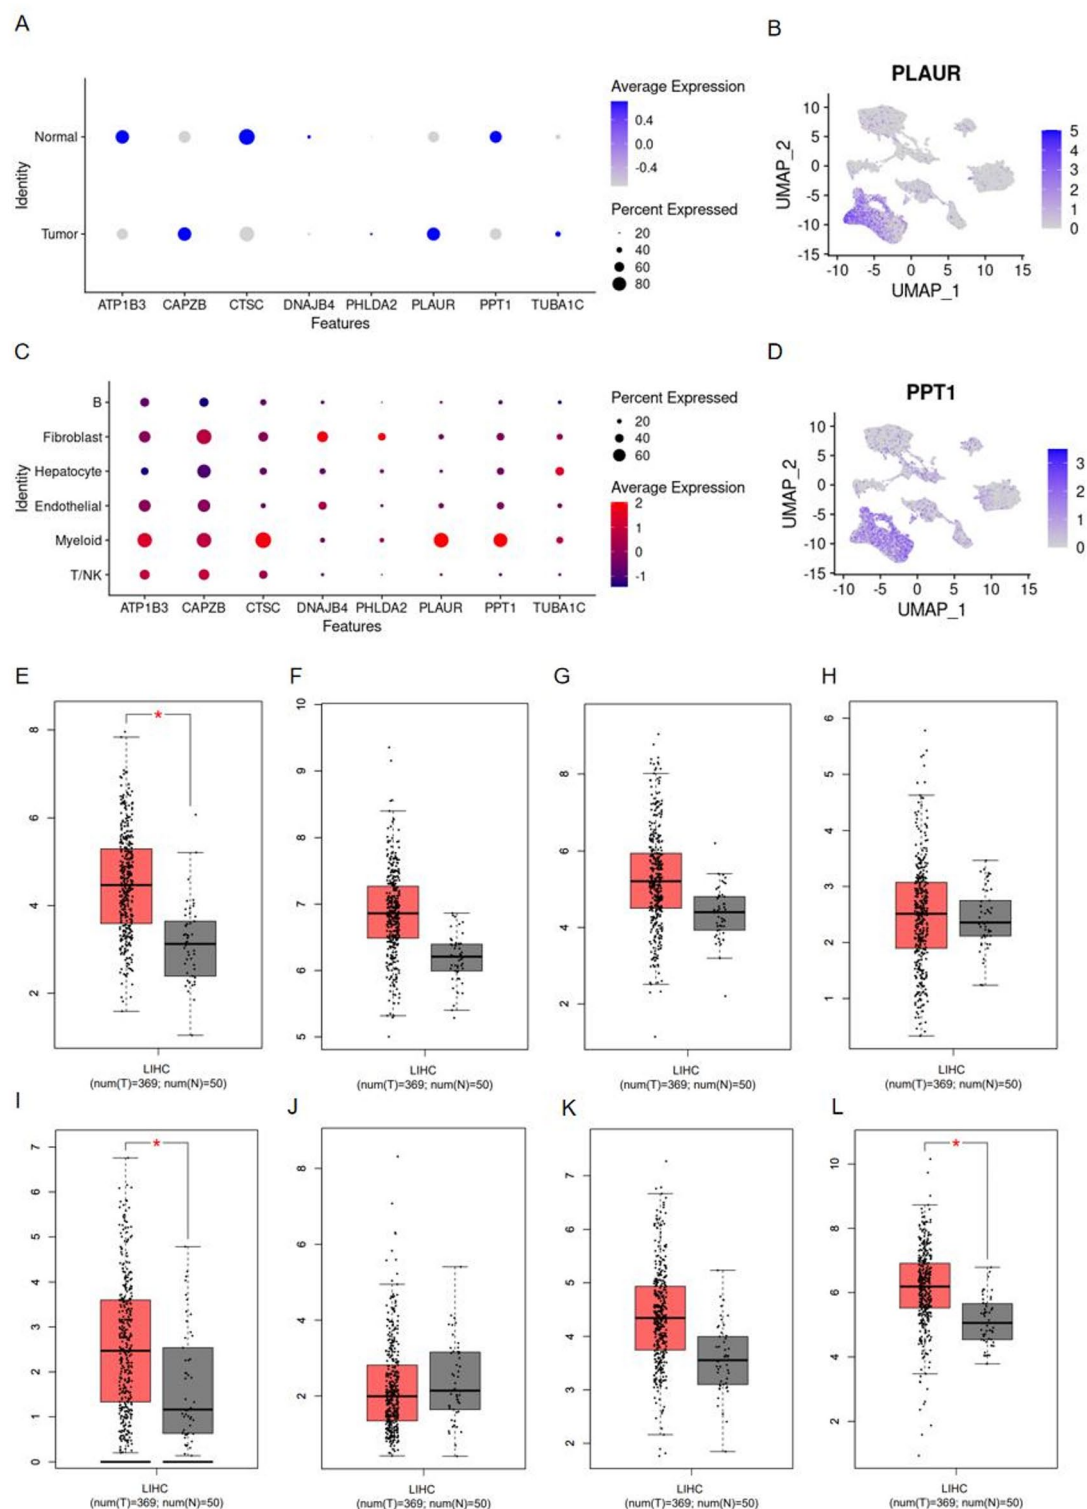 A
Average Expression
0.4
0.0
-0.4
Percent Expressed
20
40
60
80
Identity
Normal
Tumor
ATP1B3 CAPZB CTSC DNAJB4 PHLDA2 PLAUR PPT1 TUBA1C
Features
B
PLAUR
UMAP_2
10
5
0
-5
-10
-15
-10 -5 0 5 10 15
UMAP_1
5
4
3
2
1
0
C
Identity
B
Fibroblast
Hepatocyte
Endothelial
Myeloid
T/NK
ATP1B3 CAPZB CTSC DNAJB4 PHLDA2 PLAUR PPT1 TUBA1C
Features
Percent Expressed
20
40
60
Average Expression
2
1
0
-1
D
PPT1
UMAP_2
10
5
0
-5
-10
-15
-10 -5 0 5 10 15
UMAP_1
3
2
1
0
E
*
8
6
4
2
LIHC
(num(T)=369; num(N)=50)
F
10
9
8
7
6
5
LIHC
(num(T)=369; num(N)=50)
G
8
6
4
2
LIHC
(num(T)=369; num(N)=50)
H
6
5
4
3
2
1
LIHC
(num(T)=369; num(N)=50)
I
*
7
6
5
4
3
2
1
0
LIHC
(num(T)=369; num(N)=50)
J
8
6
4
2
LIHC
(num(T)=369; num(N)=50)
K
7
6
5
4
3
2
LIHC
(num(T)=369; num(N)=50)
L
*
10
8
6
4
2
LIHC
(num(T)=369; num(N)=50)